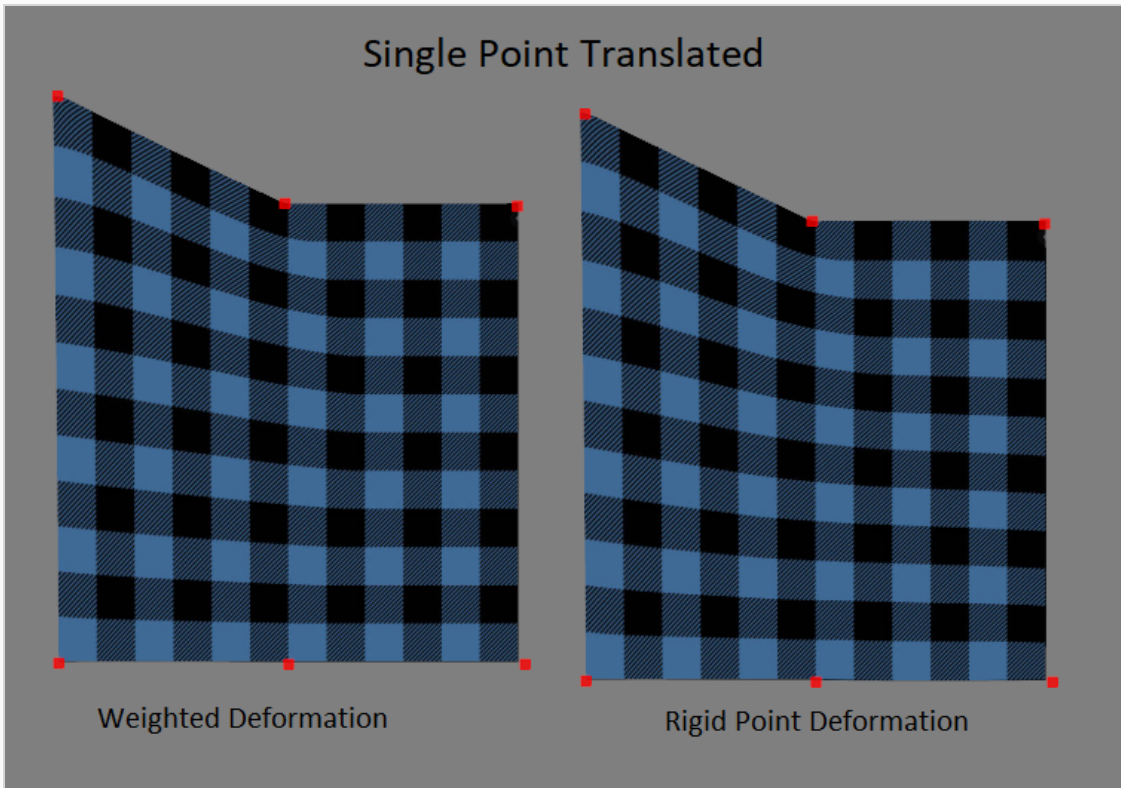 Single Point Translated
Weighted Deformation
Rigid Point Deformation